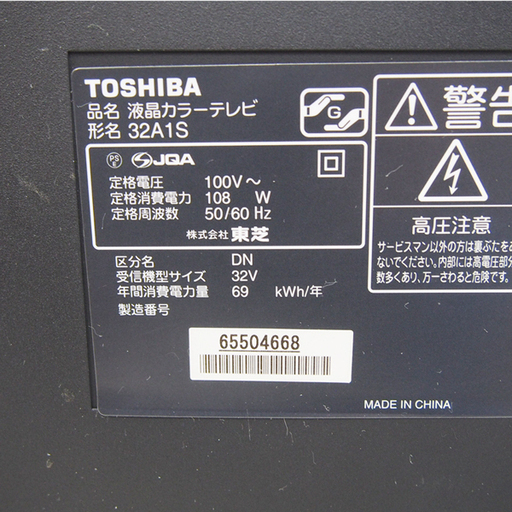 TOSHIBA
品名 液晶カラーテレビ
形名 32A1S
G
PS
E
JQA
定格電圧 100V～
定格消費電力 108 W
定格周波数 50/60 Hz
株式会社 東芝
区分名 DN
受信機型サイズ 32V
年間消費電力量 69 kWh/年
製造番号
65504668
警告
高圧注意
サービスマン以外の方は裏ぶたを
ないでください。内部には高電圧部分
数多くあり、万一さわると危険です。
MADE IN CHINA